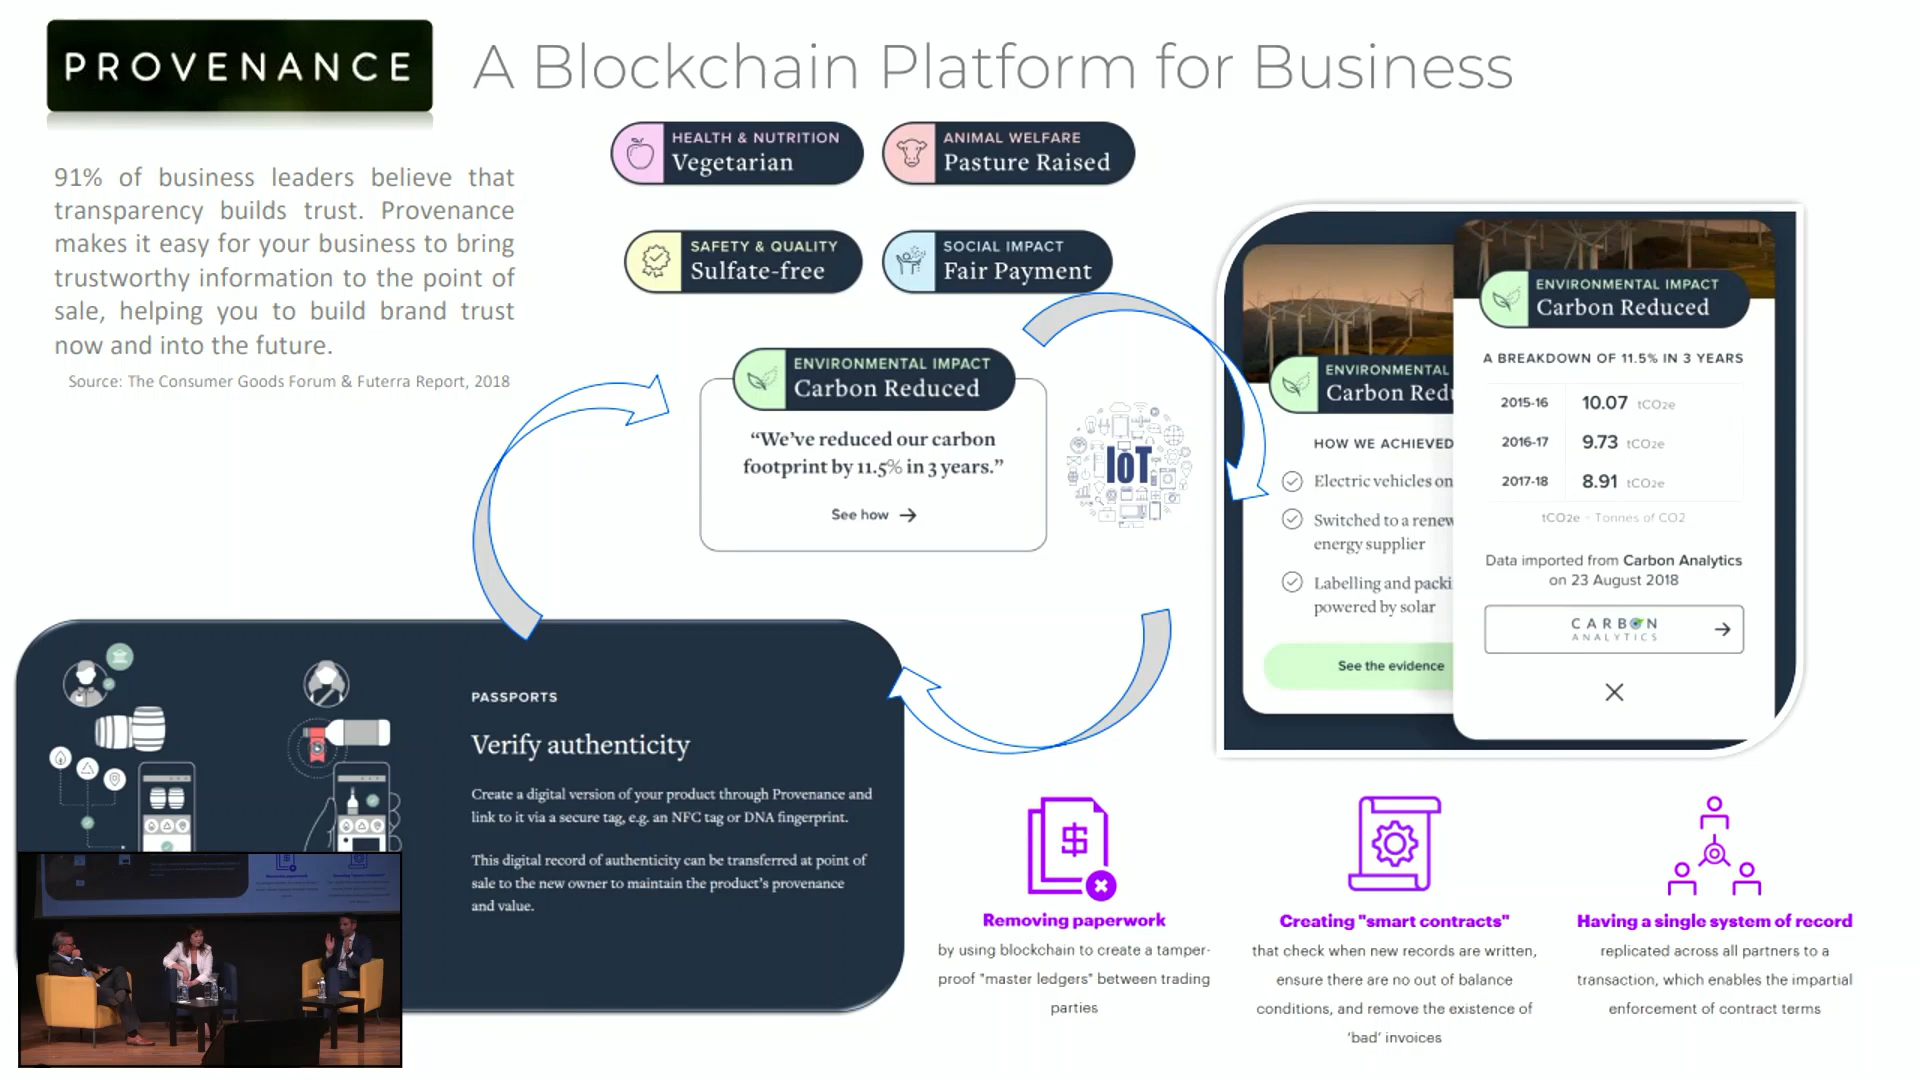 PROVENANCE
A Blockchain Platform for Business
91% of business leaders believe that
transparency builds trust. Provenance
makes it easy for your business to bring
trustworthy information to the point of
sale, helping you to build brand trust
now and into the future.
Source: The Consumer Goods Forum & Futerra Report, 2018
HEALTH & NUTRITION
Vegetarian
ANIMAL WELFARE
Pasture Raised
SAFETY & QUALITY
Sulfate-free
SOCIAL IMPACT
Fair Payment
ENVIRONMENTAL IMPACT
Carbon Reduced
“We’ve reduced our carbon
footprint by 11.5% in 3 years.”
See how →
IoT
ENVIRONMENTAL
Carbon Redu
HOW WE ACHIEVED
Electric vehicles on
Switched to a renew
energy supplier
Labelling and packi
powered by solar
See the evidence
ENVIRONMENTAL IMPACT
Carbon Reduced
A BREAKDOWN OF 11.5% IN 3 YEARS
2015-16 10.07 tCO2e
2016-17 9.73 tCO2e
2017-18 8.91 tCO2e
tCO2e - Tonnes of CO2
Data imported from Carbon Analytics
on 23 August 2018
CARBON
ANALYTICS
PASSPORTS
Verify authenticity
Create a digital version of your product through Provenance and
link to it via a secure tag, e.g. an NFC tag or DNA fingerprint.
This digital record of authenticity can be transferred at point of
sale to the new owner to maintain the product’s provenance
and value.
Removing paperwork
by using blockchain to create a tamper-
proof "master ledgers" between trading
parties
Creating "smart contracts"
that check when new records are written,
ensure there are no out of balance
conditions, and remove the existence of
‘bad’ invoices
Having a single system of record
replicated across all partners to a
transaction, which enables the impartial
enforcement of contract terms